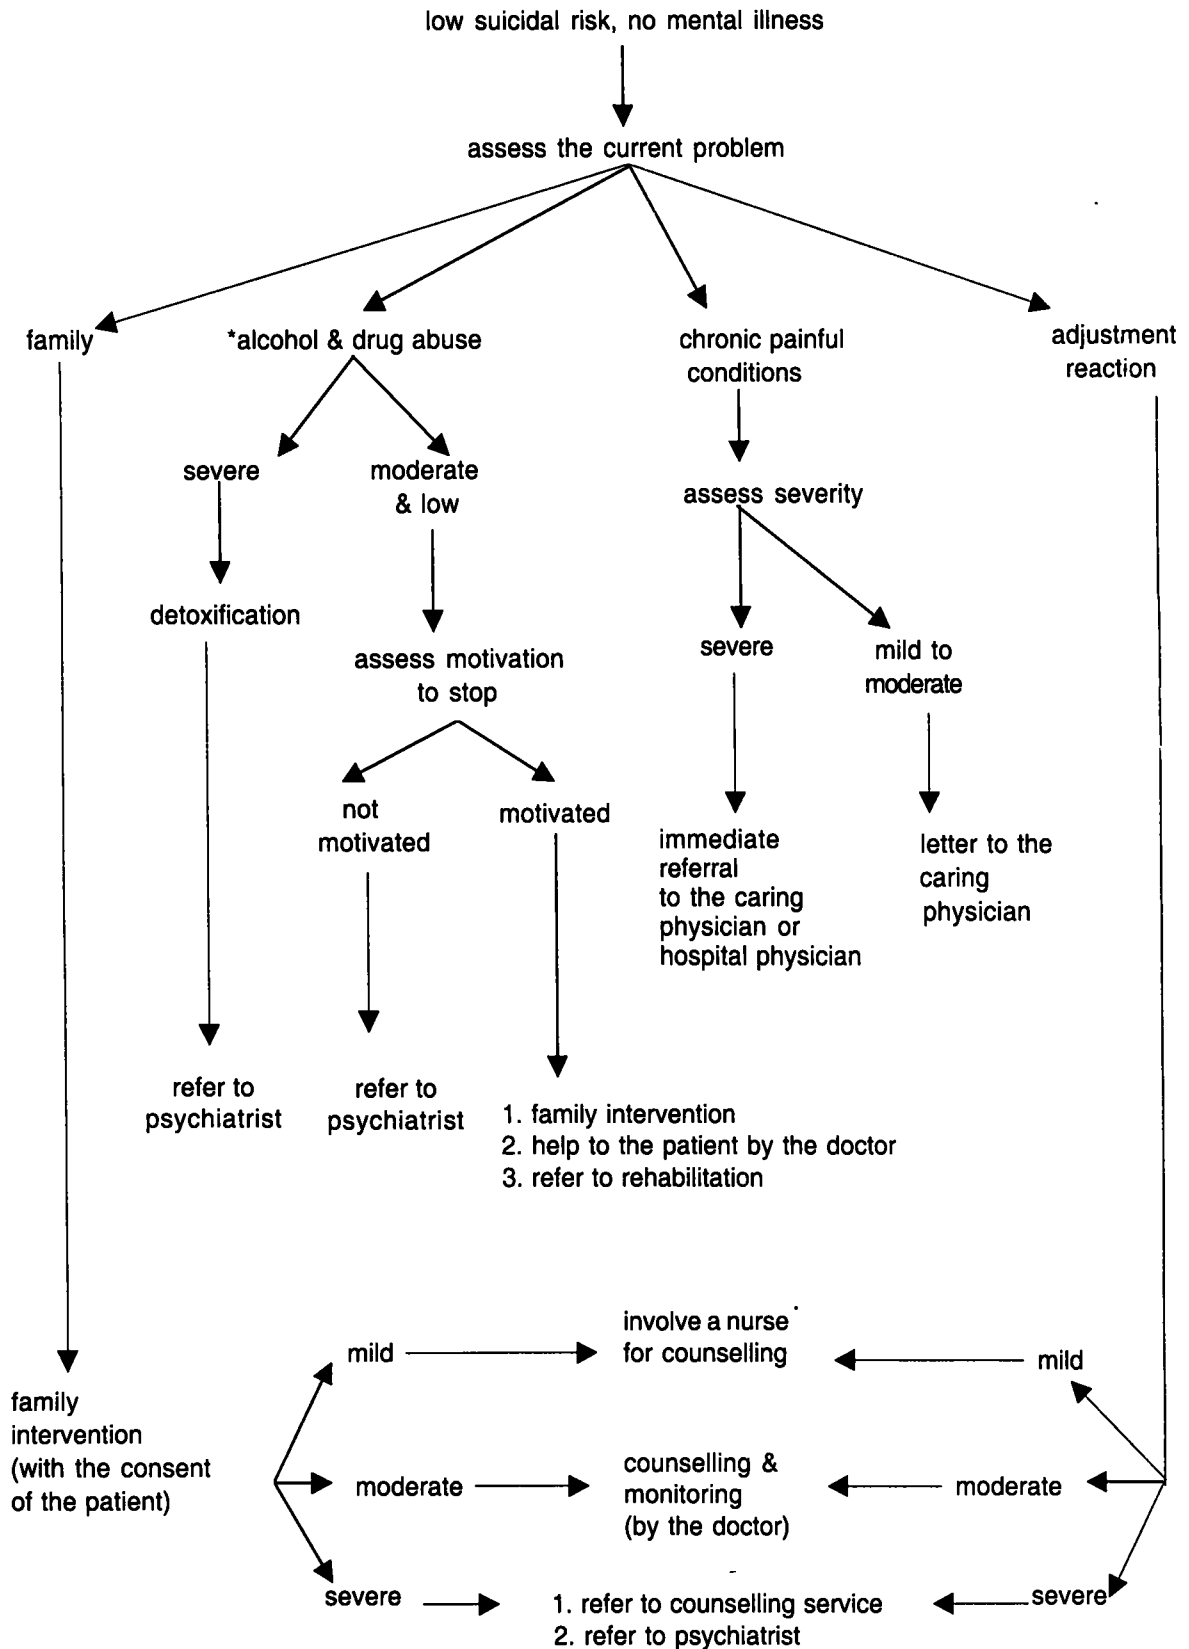 low suicidal risk, no mental illness
assess the current problem
family
*alcohol & drug abuse
chronic painful
conditions
adjustment
reaction
severe
moderate
& low
assess severity
detoxification
assess motivation
to stop
severe
mild to
moderate
not
motivated
motivated
immediate
referral
to the caring
physician or
hospital physician
letter to the
caring
physician
refer to
psychiatrist
refer to
psychiatrist
1. family intervention
2. help to the patient by the doctor
3. refer to rehabilitation
family
intervention
(with the consent
of the patient)
mild
involve a nurse
for counselling
mild
moderate
counselling &
monitoring
(by the doctor)
moderate
severe
1. refer to counselling service
2. refer to psychiatrist
severe